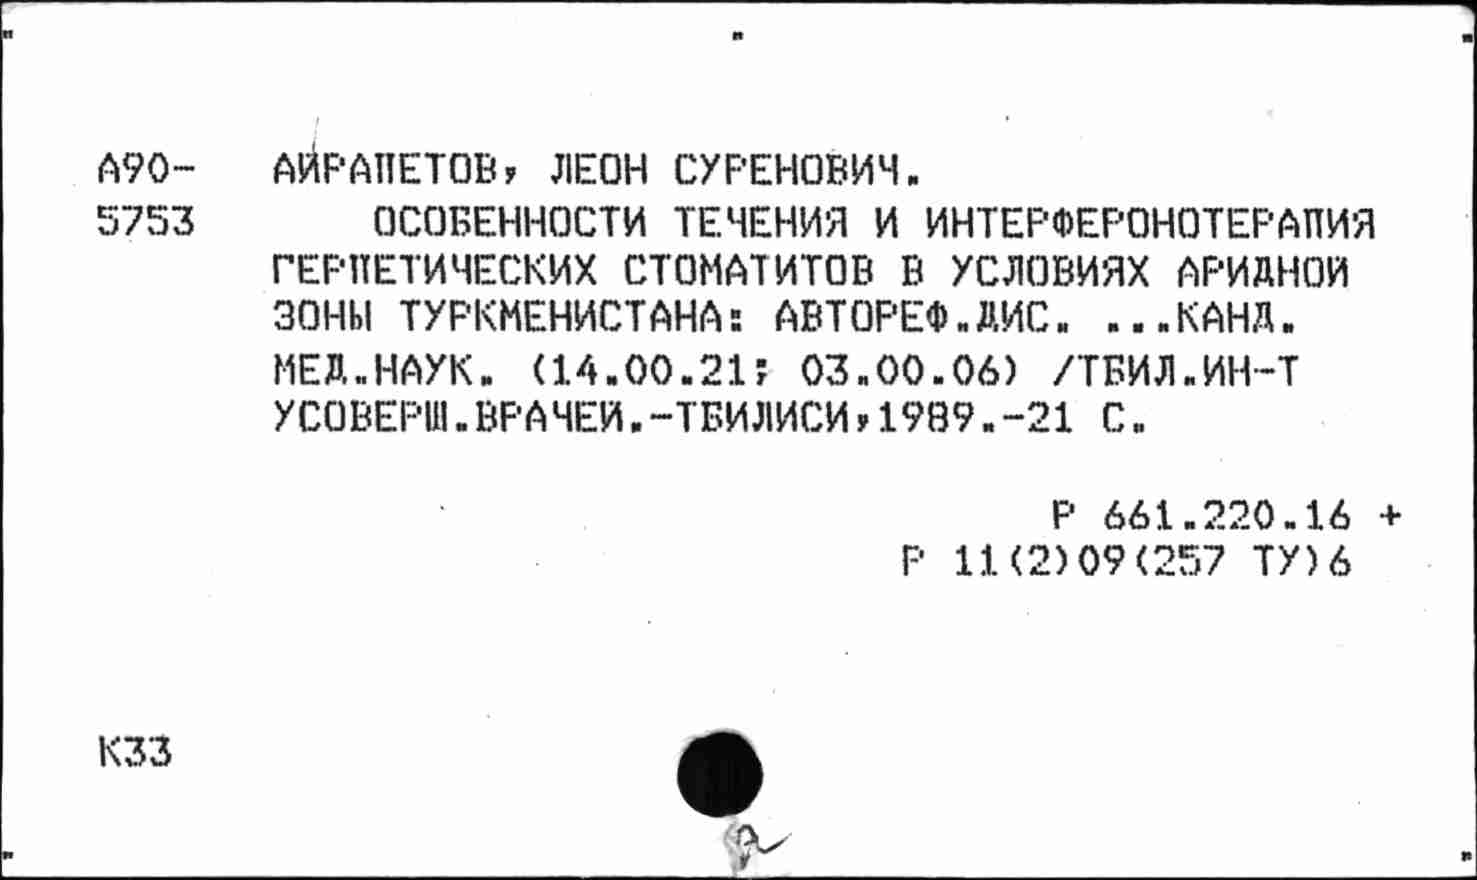 А90- АЙРАПЕТОВ, ЛЕОН СУРЕНОВИЧ.
5753 ОСОБЕННОСТИ ТЕЧЕНИЯ И ИНТЕРФЕРОНОТЕРАПИЯ
ГЕРПЕТИЧЕСКИХ СТОМАТИТОВ В УСЛОВИЯХ АРИДНОЙ
ЗОНЫ ТУРКМЕНИСТАНА: АВТОРЕФ.ДИС. ...КАНД.
МЕД.НАУК. (14.00.21; 03.00.06) /ТБИЛ.ИН-Т
УСОВЕРШ.ВРАЧЕЙ.-ТБИЛИСИ,1989.-21 С.
Р 661.220.16 +
Р 11(2)09(257 ТУ)6
К33